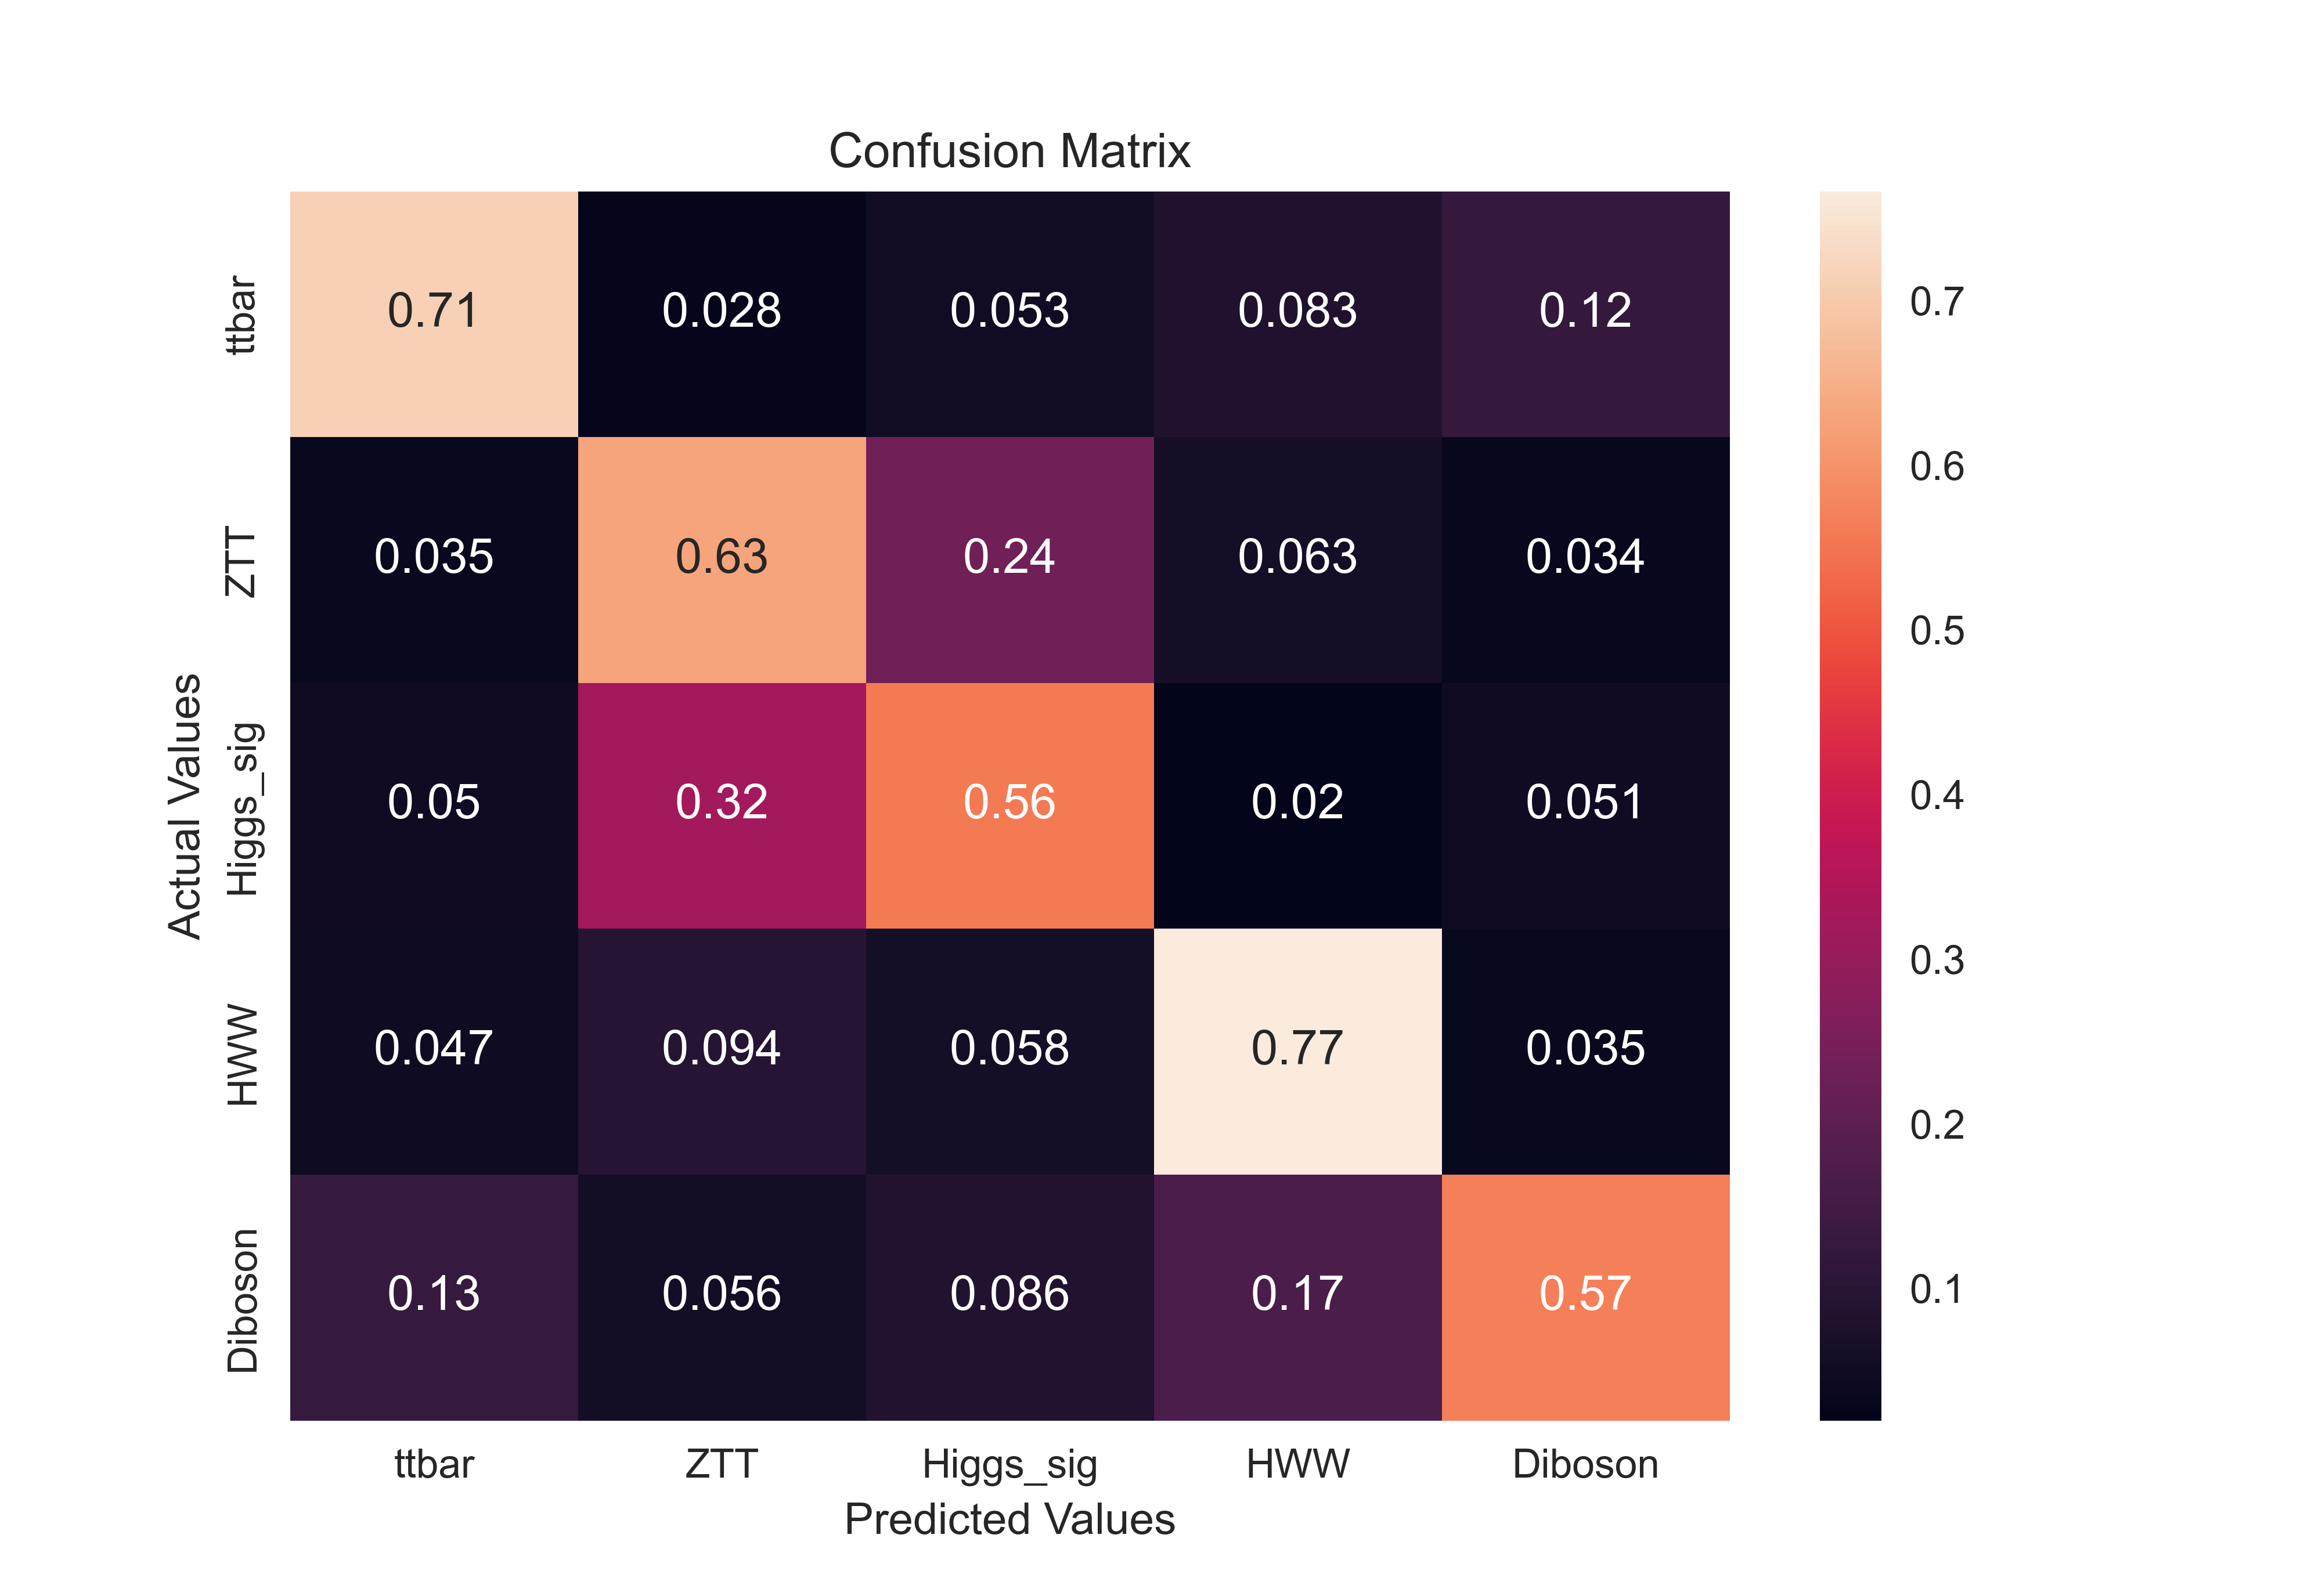 Confusion Matrix
Actual Values
ttbar 0.71 0.028 0.053 0.083 0.12
ZTT 0.035 0.63 0.24 0.063 0.034
Higgs_sig 0.05 0.32 0.56 0.02 0.051
HWW 0.047 0.094 0.058 0.77 0.035
Diboson 0.13 0.056 0.086 0.17 0.57
ttbar ZTT Higgs_sig HWW Diboson
Predicted Values
0.7
0.6
0.5
0.4
0.3
0.2
0.1